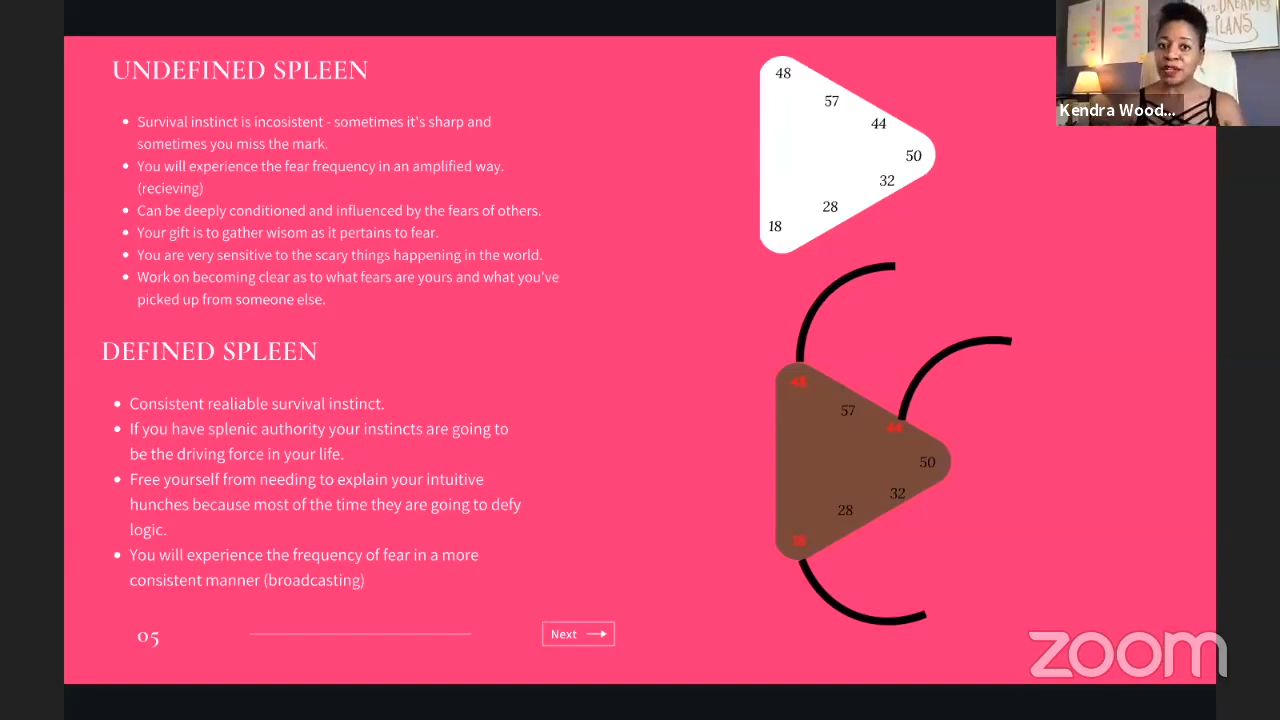 UNDEFINED SPLEEN
Survival instinct is incosistent - sometimes it's sharp and
sometimes you miss the mark.
You will experience the fear frequency in an amplified way.
(recieving)
Can be deeply conditioned and influenced by the fears of others.
Your gift is to gather wisom as it pertains to fear.
You are very sensitive to the scary things happening in the world.
Work on becoming clear as to what fears are yours and what you've
picked up from someone else.
DEFINED SPLEEN
Consistent realiable survival instinct.
If you have splenic authority your instincts are going to
be the driving force in your life.
Free yourself from needing to explain your intuitive
hunches because most of the time they are going to defy
logic.
You will experience the frequency of fear in a more
consistent manner (broadcasting)
05
Next
48
57
44
50
32
28
18
48
57
44
50
32
28
18
DREAM
PLANS
Kendra Wood...
zoom